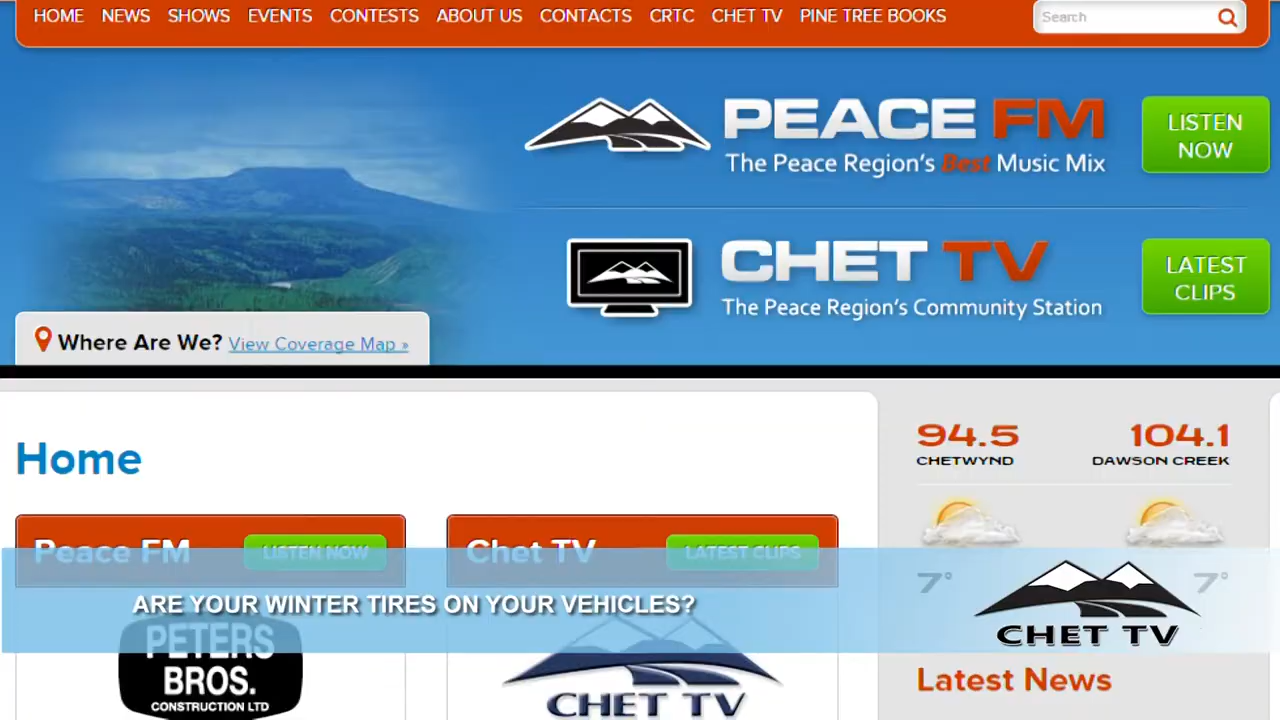 HOME NEWS SHOWS EVENTS CONTESTS ABOUT US CONTACTS CRTC CHET TV PINE TREE BOOKS
Search
PEACE FM
The Peace Region's Best Music Mix
LISTEN
NOW
CHET TV
The Peace Region's Community Station
LATEST
CLIPS
Where Are We? View Coverage Map »
Home
94.5
CHETWYND
104.1
DAWSON CREEK
Peace FM
LISTEN NOW
Chet TV
LATEST CLIPS
7°
7°
ARE YOUR WINTER TIRES ON YOUR VEHICLES?
CHET TV
PETERS
BROS.
CONSTRUCTION LTD
CHET TV
Latest News